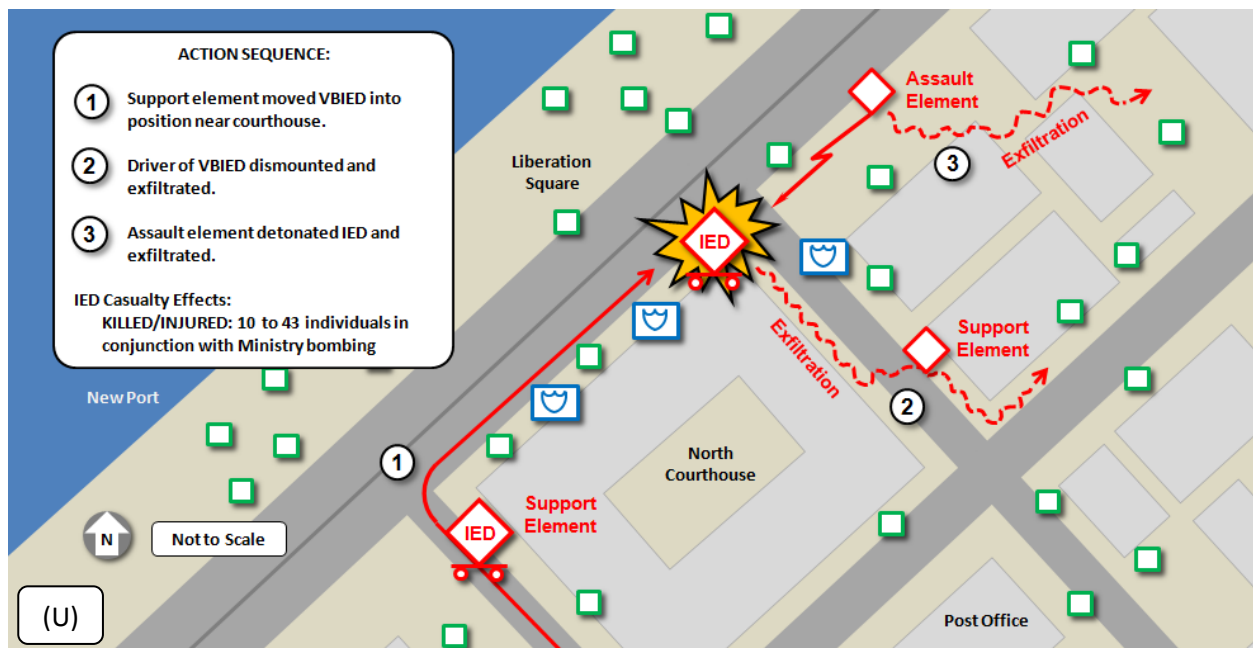 ACTION SEQUENCE:
1
Support element moved VBIED into
position near courthouse.
2
Driver of VBIED dismounted and
exfiltrated.
3
Assault element detonated IED and
exfiltrated.
IED Casualty Effects:
KILLED/INJURED: 10 to 43 individuals in
conjunction with Ministry bombing
Assault
Element
Exfiltration
3
Liberation
Square
IED
Support
Element
Exfiltration
2
New Port
1
North
Courthouse
Support
Element
IED
N
Not to Scale
(U)
Post Office